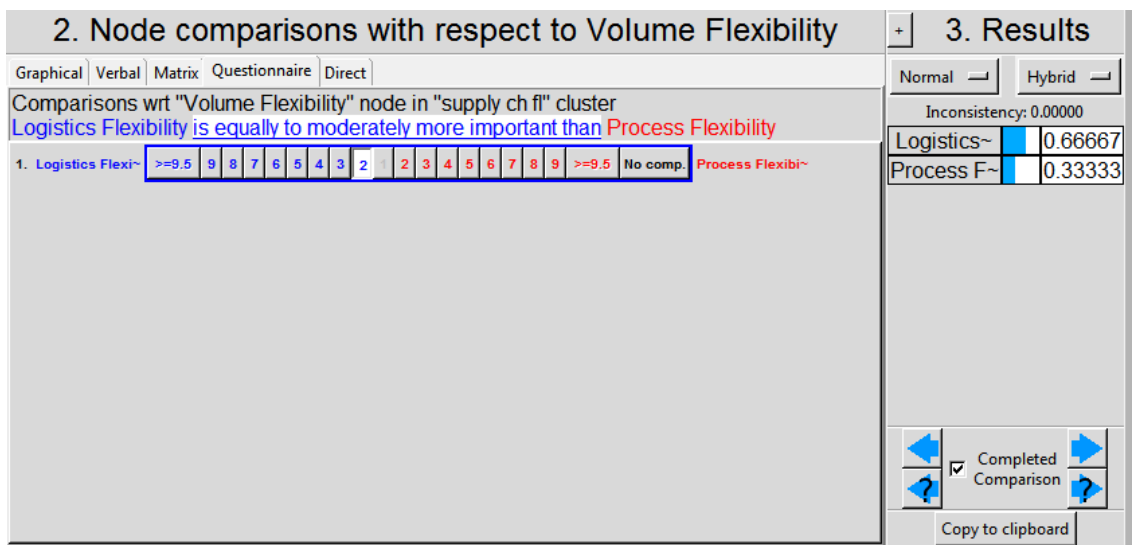 2. Node comparisons with respect to Volume Flexibility
Graphical Verbal Matrix Questionnaire Direct
Comparisons wrt "Volume Flexibility" node in "supply ch fl" cluster
Logistics Flexibility is equally to moderately more important than Process Flexibility
1. Logistics Flexi~ >=9.5 9 8 7 6 5 4 3 2 1 2 3 4 5 6 7 8 9 >=9.5 No comp. Process Flexibi~
+ 3. Results
Normal Hybrid
Inconsistency: 0.00000
Logistics~ 0.66667
Process F~ 0.33333
Completed
Comparison
? ?
Copy to clipboard